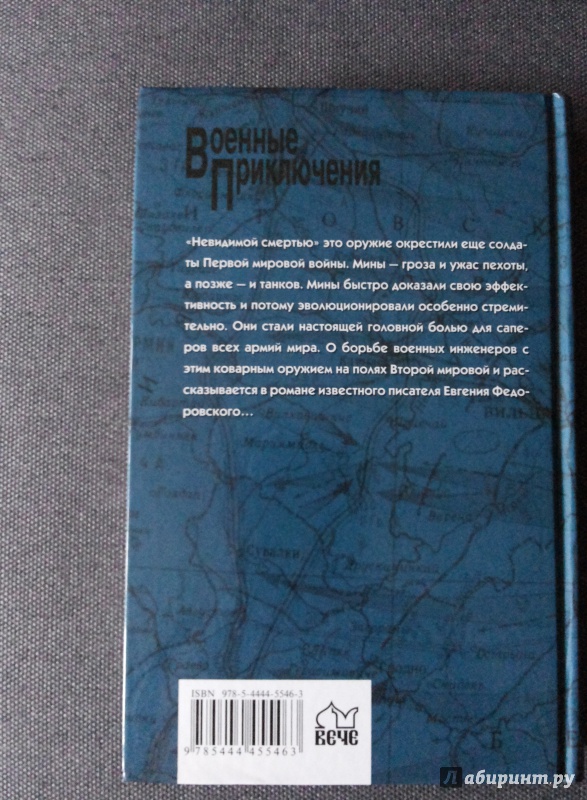 Военные
Приключения
«Невидимой смертью» это оружие окрестили еще солда-
ты Первой мировой войны. Мины — гроза и ужас пехоты,
а позже — и танков. Мины быстро доказали свою эффек-
тивность и потому эволюционировали особенно стреми-
тельно. Они стали настоящей головной болью для сапе-
ров всех армий мира. О борьбе военных инженеров с
этим коварным оружием на полях Второй мировой и рас-
сказывается в романе известного писателя Евгения Федо-
ровского...
Сувалки
ISBN 978-5-4444-5546-3
9 785444 455463
ВЕЧЕ
Лабиринт.ру